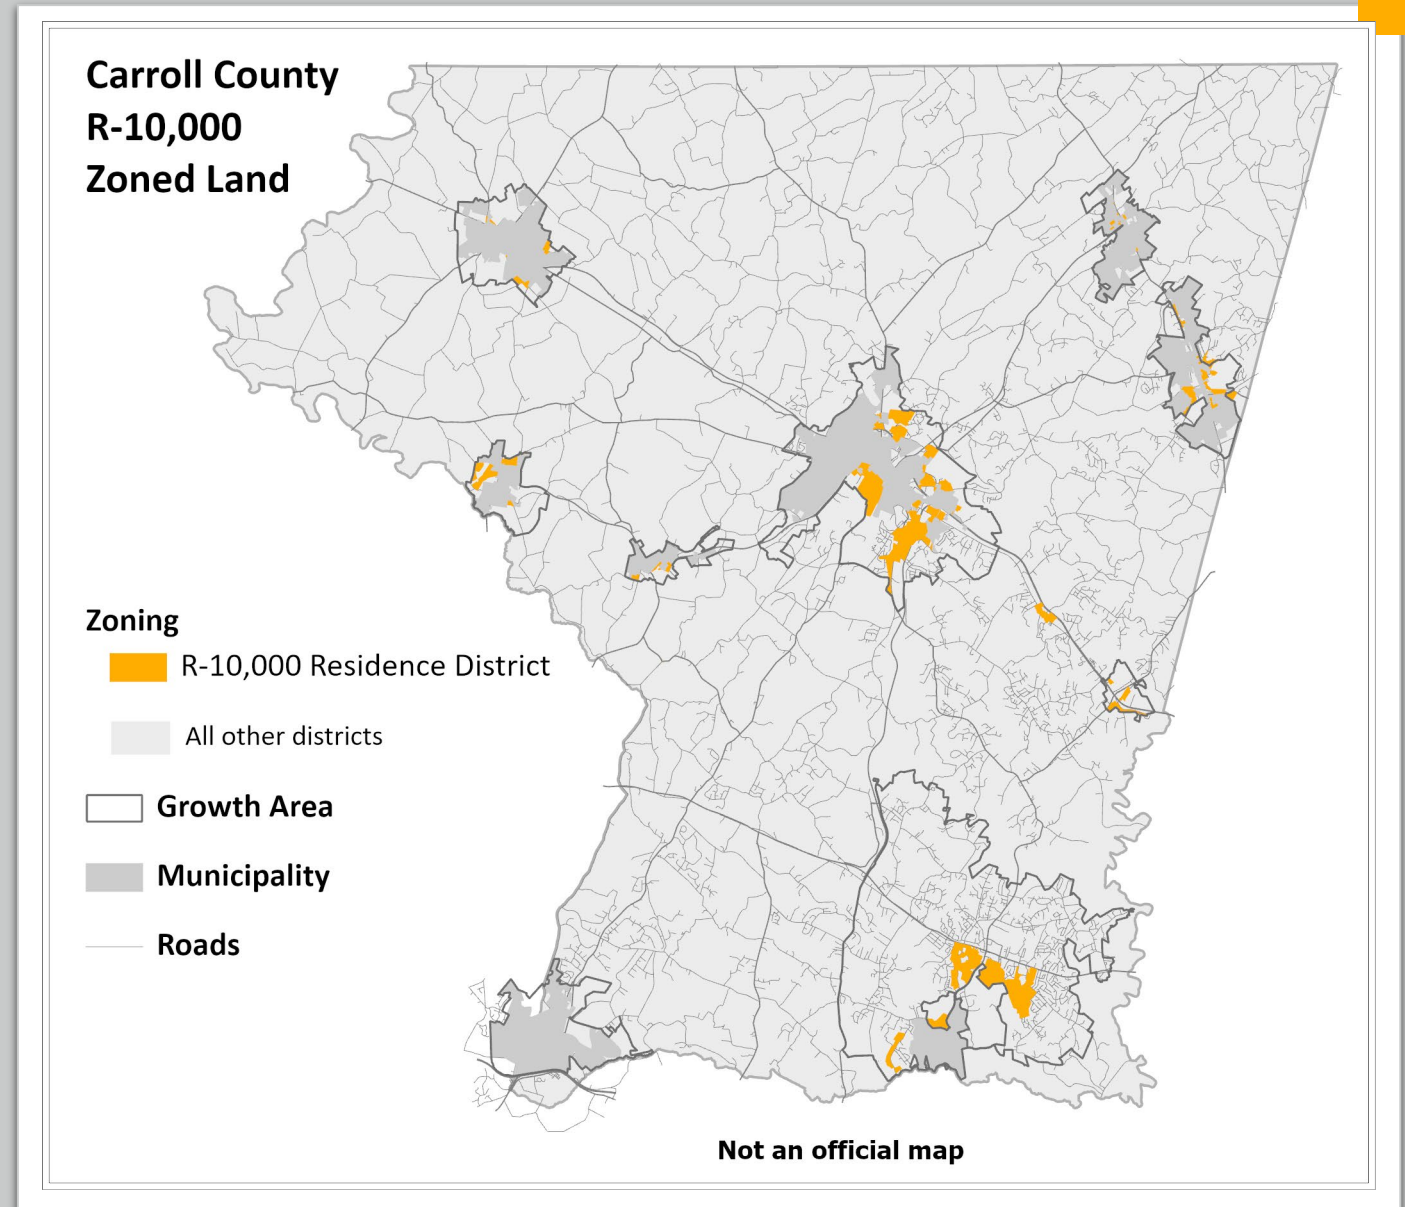 Carroll County
R-10,000
Zoned Land
Zoning
R-10,000 Residence District
All other districts
Growth Area
Municipality
Roads
Not an official map